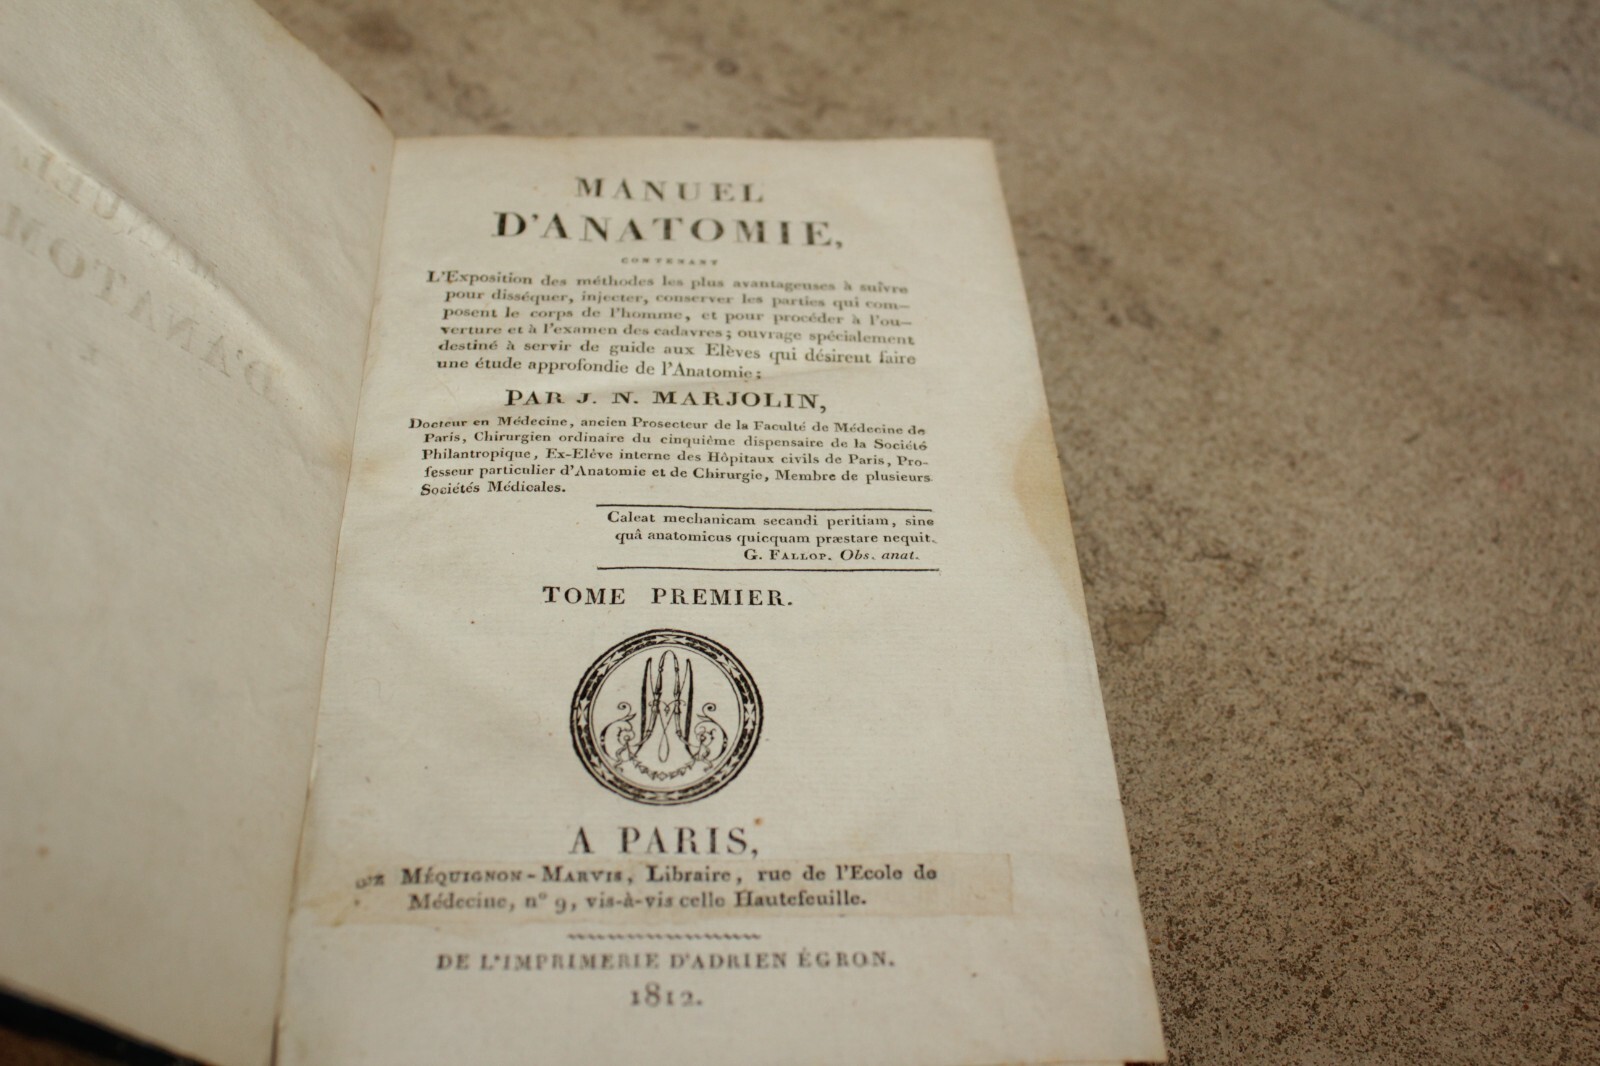 MANUEL
D'ANATOMIE,
CONTENANT
L'Exposition des méthodes les plus avantageuses à suivre
pour disséquer, injecter, conserver les parties qui com-
posent le corps de l'homme, et pour procéder à l'ou-
verture et à l'examen des cadavres; ouvrage spécialement
destiné à servir de guide aux Elèves qui désirent faire
une étude approfondie de l'Anatomie;
PAR J. N. MARJOLIN,
Docteur en Médecine, ancien Prosecteur de la Faculté de Médecine de
Paris, Chirurgien ordinaire du cinquième dispensaire de la Société
Philantropique, Ex-Elève interne des Hôpitaux civils de Paris, Pro-
fesseur particulier d'Anatomie et de Chirurgie, Membre de plusieurs
Sociétés Médicales.
Caleat mechanicam secandi peritiam, sine
quâ anatomicus quicquam præstare nequit.
G. FALLOP. Obs. anat.
TOME PREMIER.
A PARIS,
MÉQUIGNON-MARVIS, Libraire, rue de l'Ecole de
Médecine, n° 9, vis-à-vis celle Hautefeuille.
DE L'IMPRIMERIE D'ADRIEN ÉGRON.
1812.